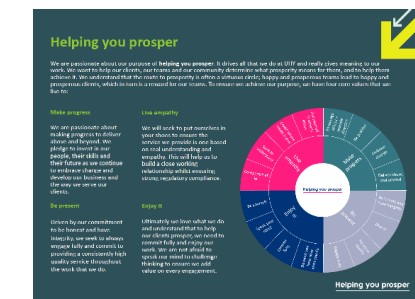 Helping you prosper
We are passionate about our purpose of helping you prosper. It drives all that we do at UHY and really gives meaning to our
work. We want to help our clients, our teams and our community determine what prosperity means for them, and to help them
achieve it. We understand that the route to prosperity is often a virtuous circle; happy and prosperous teams lead to happy and
prosperous clients, which in turn is a reward for our teams. To ensure we achieve our purpose, we have four core values that we
live to:
Make progress
We are passionate about
making progress to deliver
above and beyond. We
pledge to invest in our
people, their skills and
their future as we continue
to embrace change and
develop our business and
the way we serve our
clients.
Live empathy
We will seek to put ourselves in
your shoes to ensure the
service we provide is one based
on real understanding and
empathy. This will help us to
build a close working
relationship whilst ensuring
strong regulatory compliance.
Be present
Driven by our commitment
to be honest and have
integrity, we seek to always
engage fully and commit to
providing a consistently high
quality service throughout
the work that we do.
Enjoy it
Ultimately we love what we do
and understand that to help
our clients prosper, we need to
commit fully and enjoy our
work. We are not afraid to
speak our mind to challenge
thinking to ensure we add
value on every engagement.
Live
empathy
Make
progress
Helping you prosper
Enjoy
it
Be
present
Helping you prosper